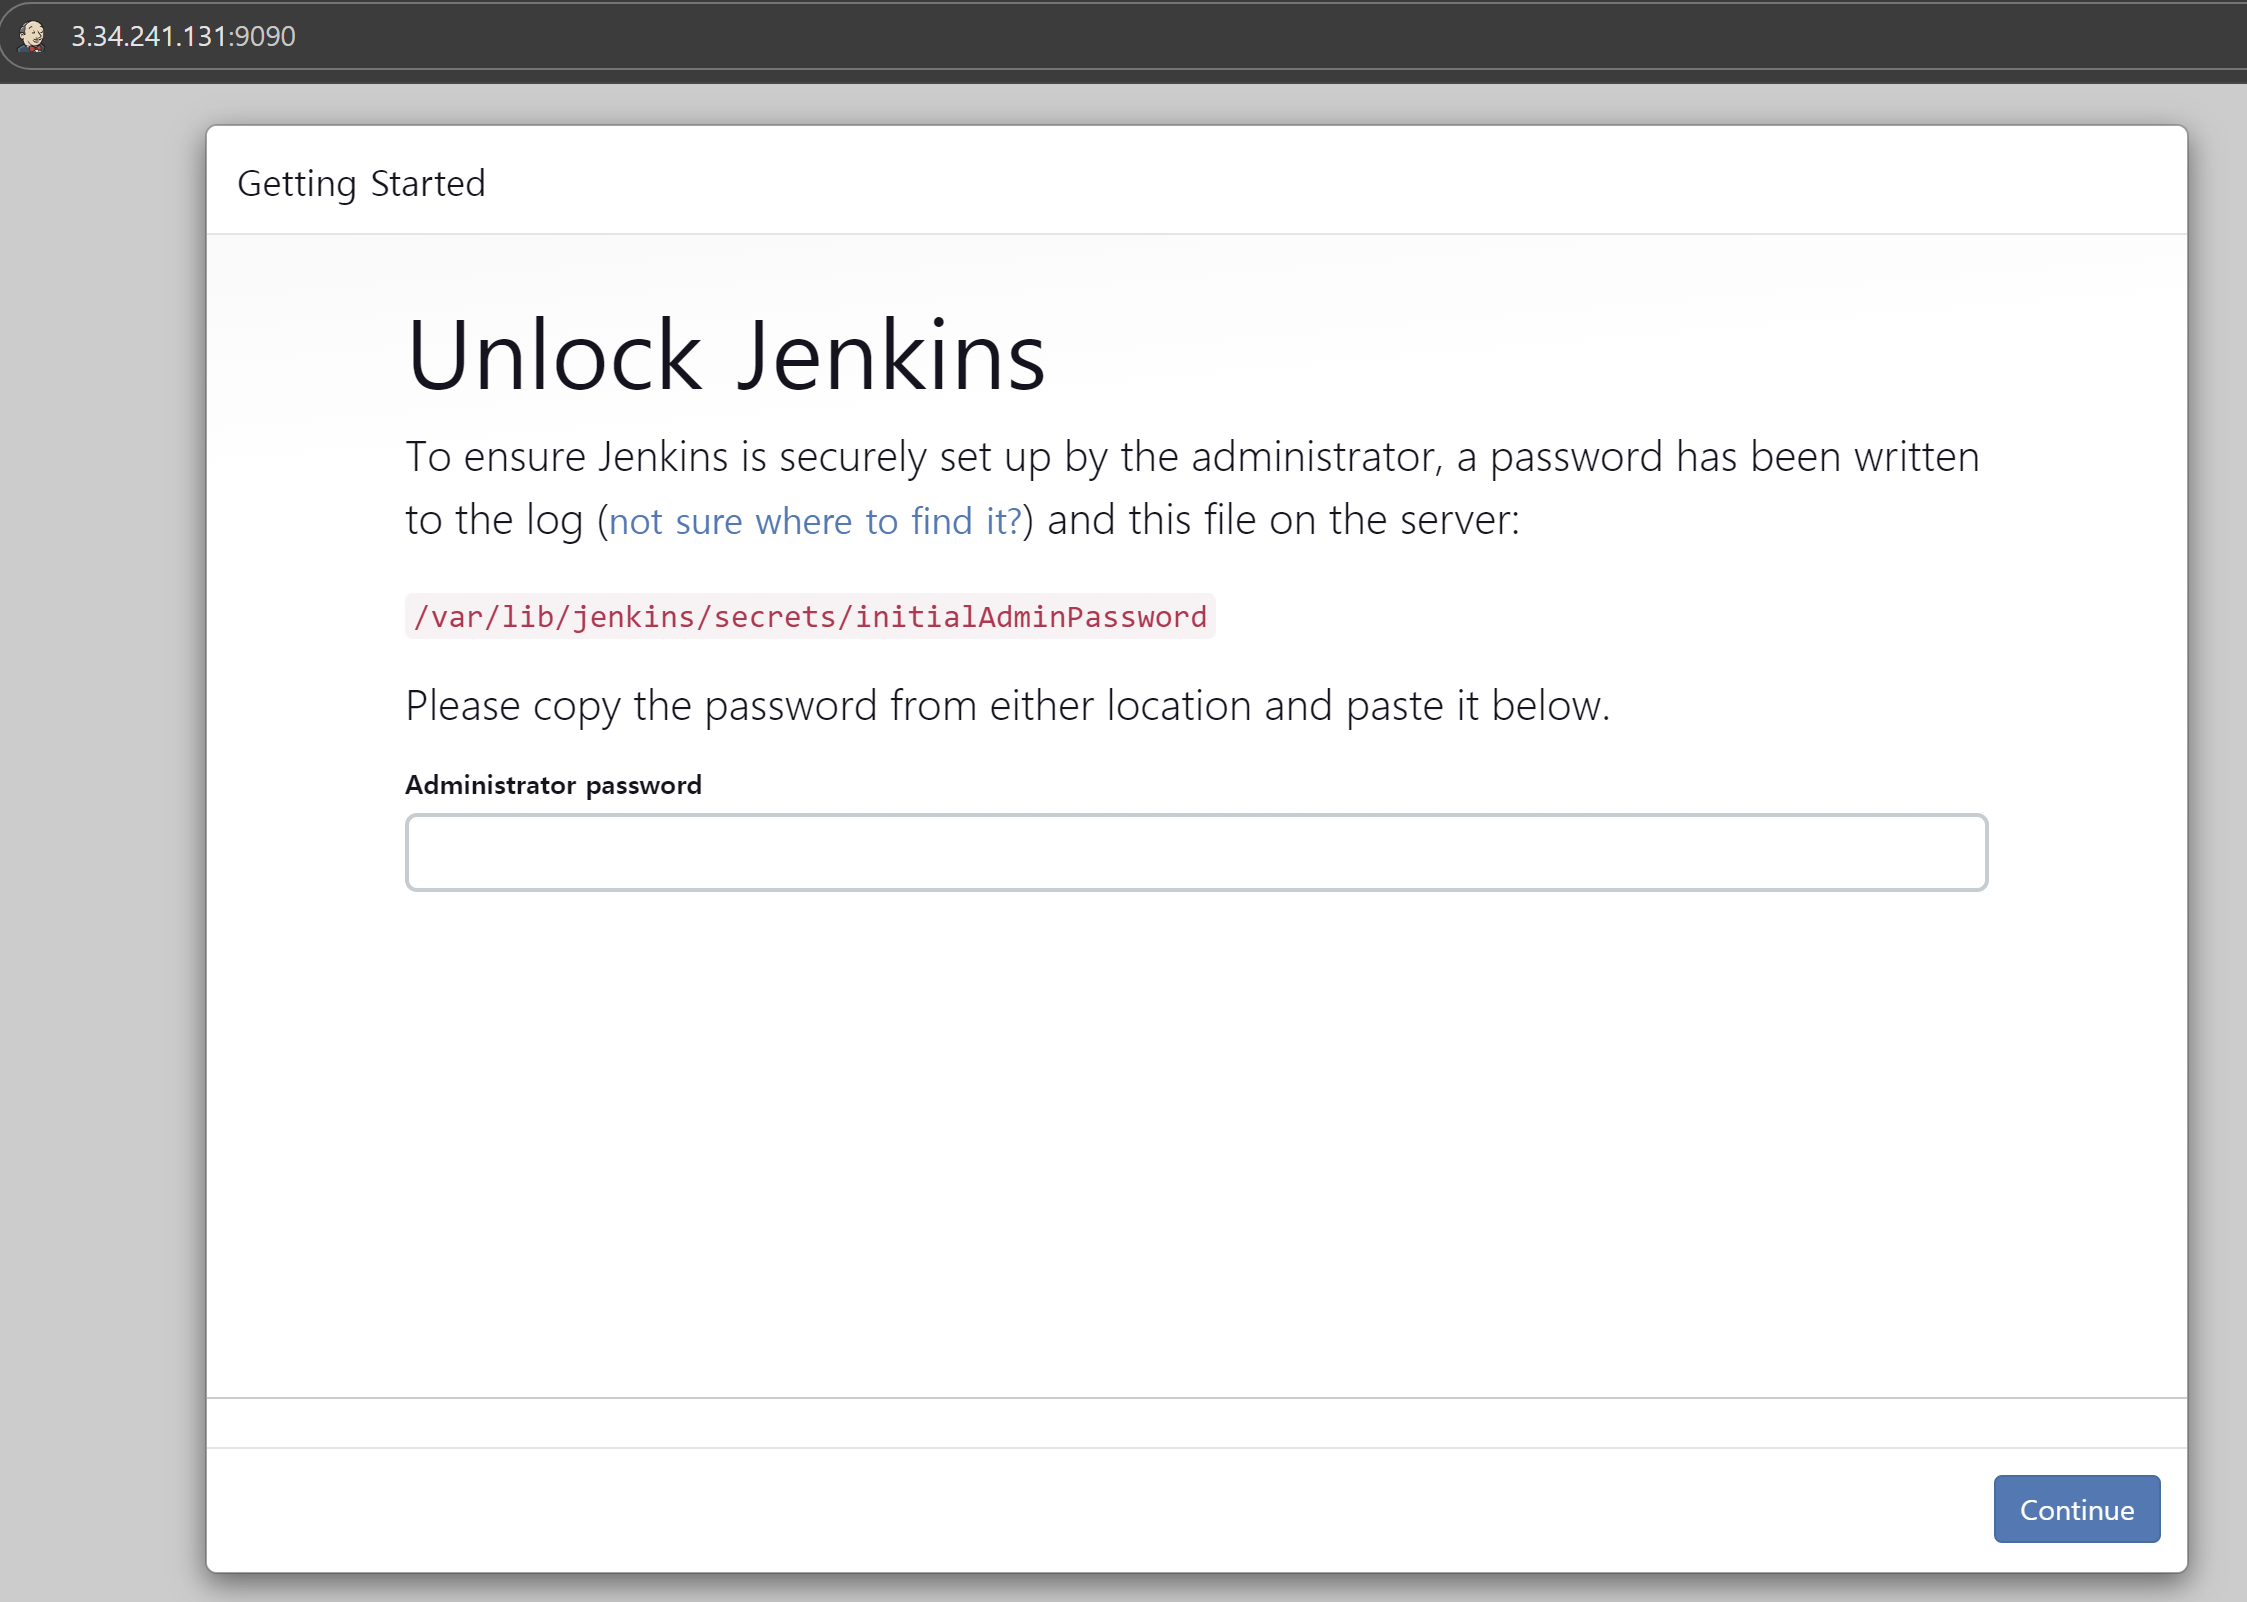 3.34.241.131:9090
Getting Started
Unlock Jenkins
To ensure Jenkins is securely set up by the administrator, a password has been written
to the log (not sure where to find it?) and this file on the server:
/var/lib/jenkins/secrets/initialAdminPassword
Please copy the password from either location and paste it below.
Administrator password
Continue